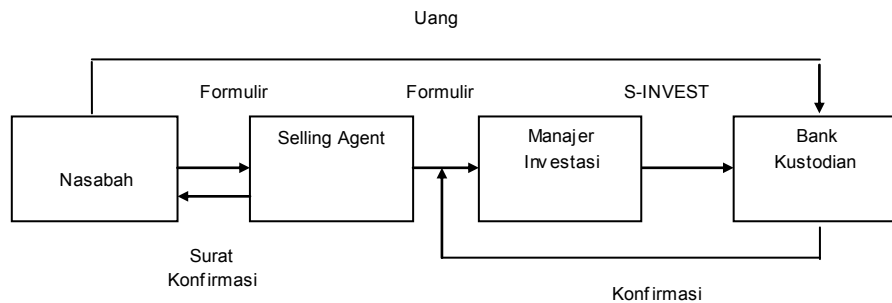 Uang
Formulir
Formulir
S-INVEST
Nasabah
Selling Agent
Manajer
Investasi
Bank
Kustodian
Surat
Konfirmasi
Konfirmasi